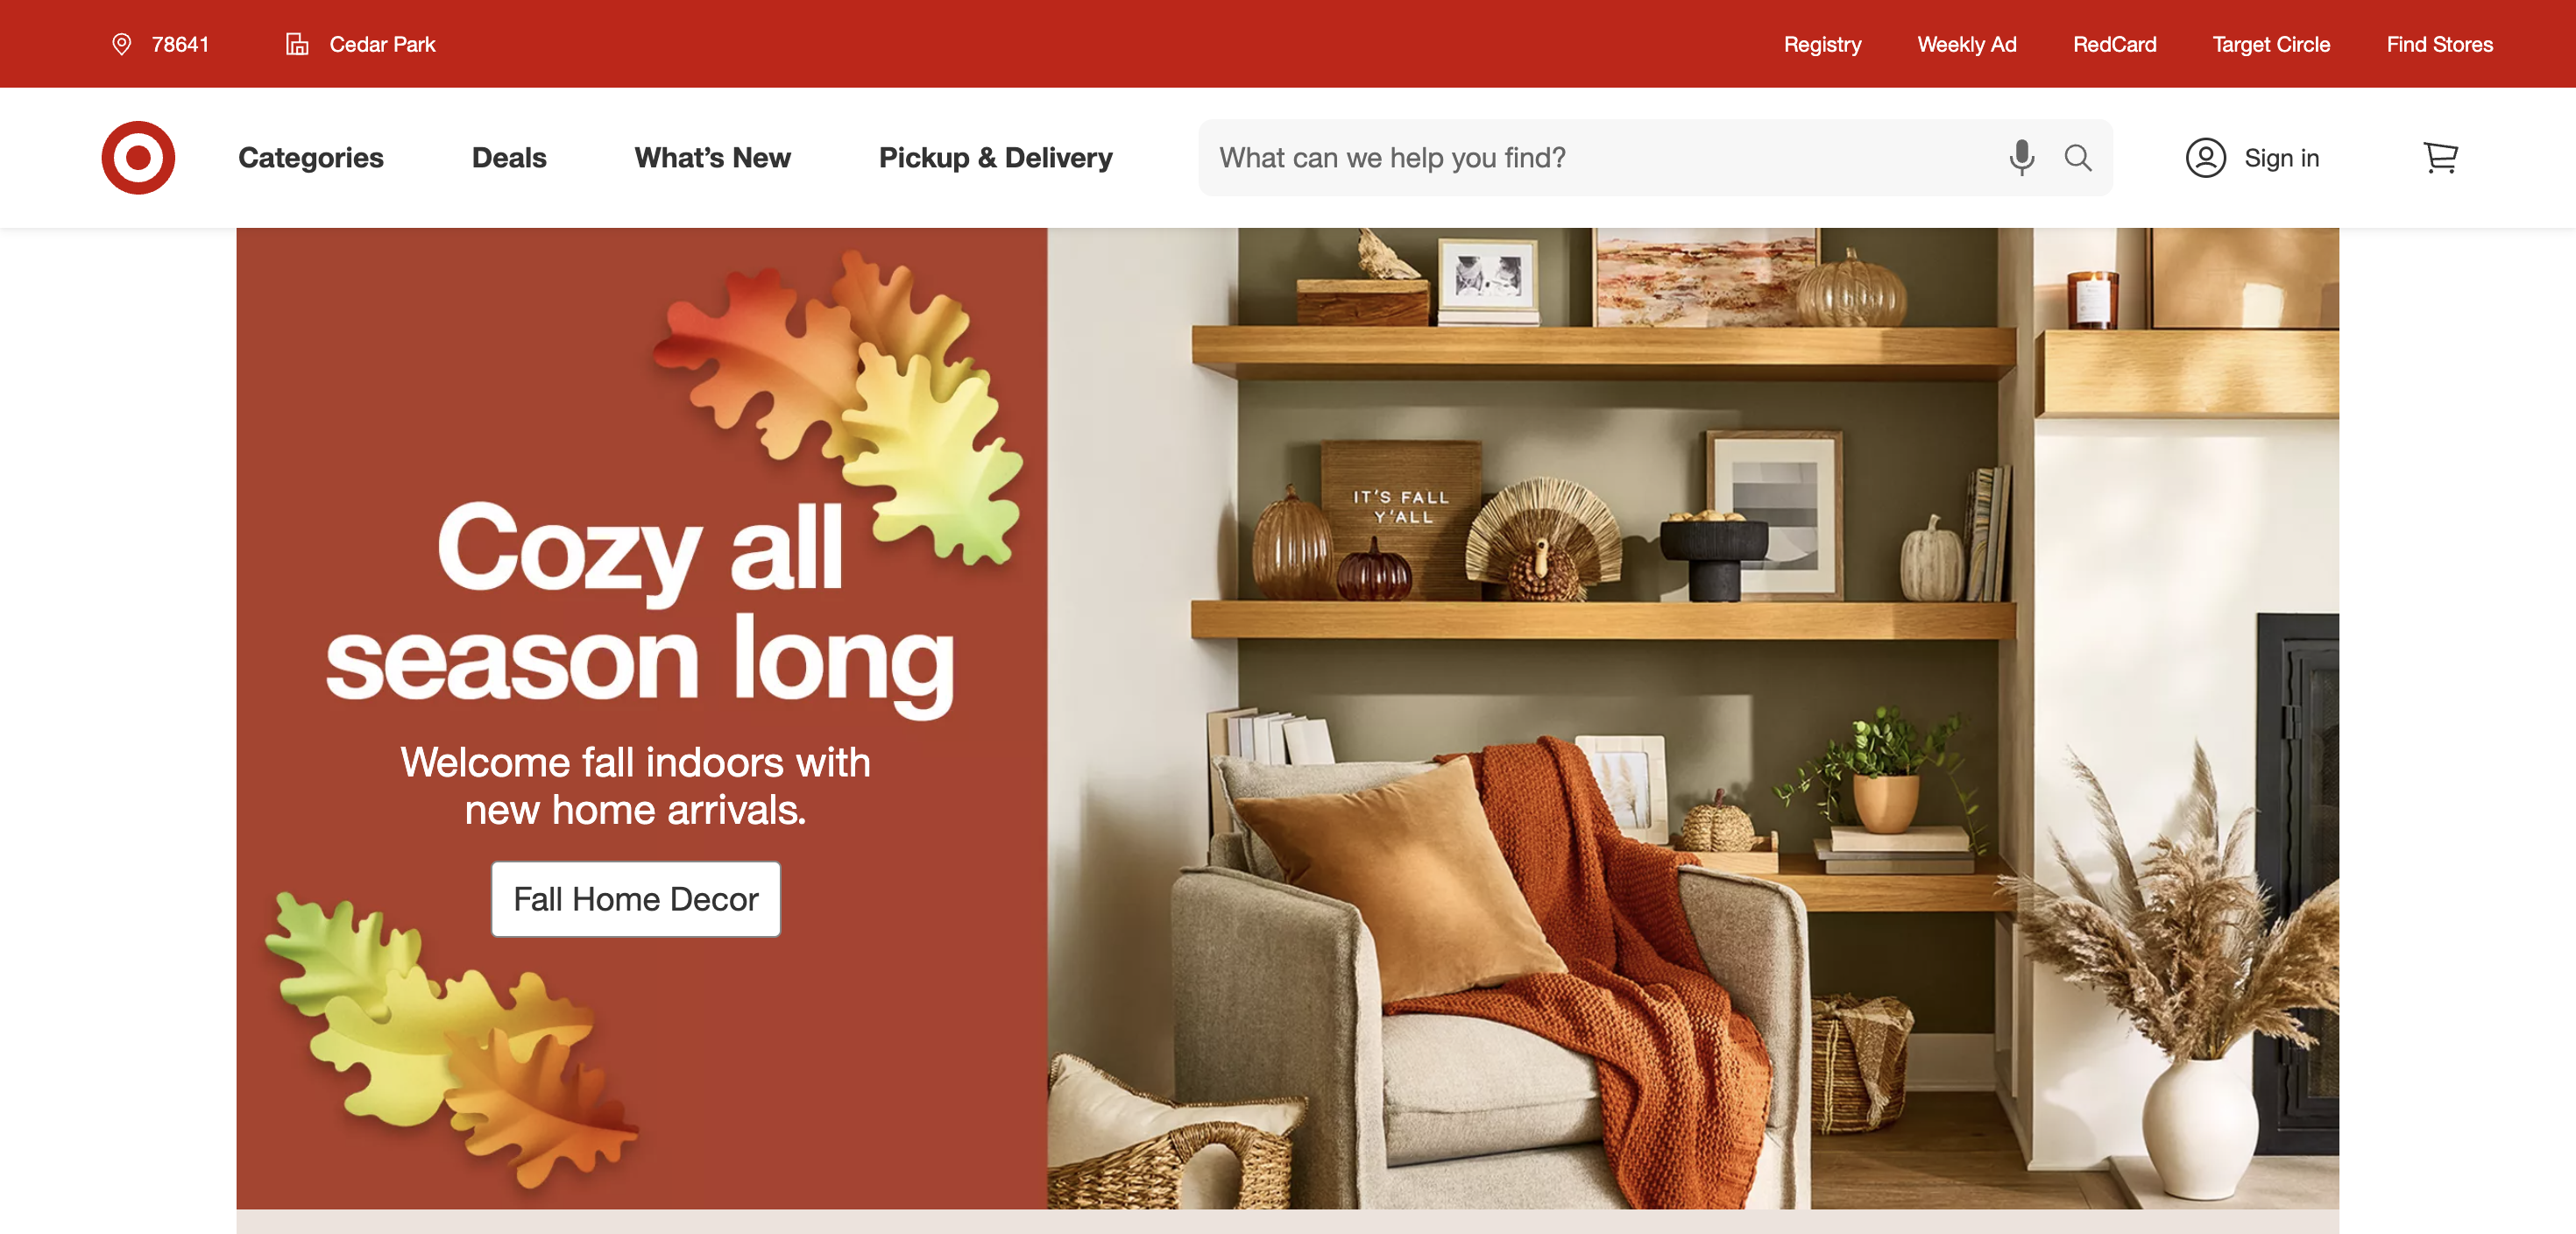 78641
Cedar Park
Registry
Weekly Ad
RedCard
Target Circle
Find Stores
Categories
Deals
What's New
Pickup & Delivery
What can we help you find?
Sign in
Cozy all
season long
Welcome fall indoors with
new home arrivals.
Fall Home Decor
IT'S FALL
Y'ALL